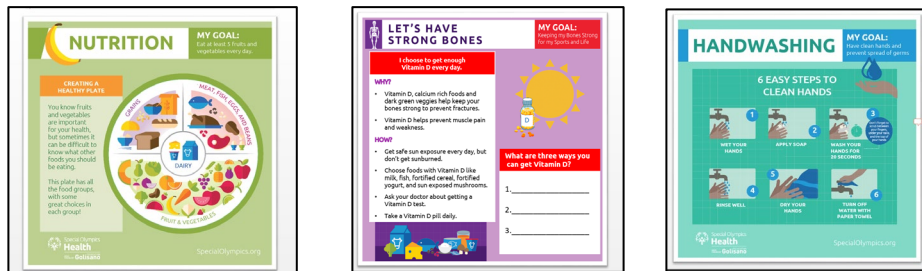 NUTRITION
MY GOAL:
Eat at least 5 fruits and
vegetables every day.
CREATING A
HEALTHY PLATE
You know fruits
and vegetables
are important
for your health,
but sometimes it
can be difficult to
know what other
foods you should
be eating.
This plate has all
the food groups,
with some
great choices in
each group!
GRAINS
MEAT, FISH, EGGS, AND BEANS
DAIRY
FRUIT & VEGETABLES
Special Olympics
Health
Golisano
SpecialOlympics.org
LET'S HAVE
STRONG BONES
MY GOAL:
Keeping my Bones Strong
for my Sports and Life
I choose to get enough
Vitamin D every day.
WHY?
• Vitamin D, calcium rich foods and
dark green veggies help keep your
bones strong to prevent fractures.
• Vitamin D helps prevent muscle pain
and weakness.
HOW?
• Get safe sun exposure every day, but
don't get sunburned.
• Choose foods with Vitamin D like
milk, fish, fortified cereal, fortified
yogurt, and sun exposed mushrooms.
• Ask your doctor about getting a
Vitamin D test.
• Take a Vitamin D pill daily.
D
What are three ways you
can get Vitamin D?
1.
2.
3.
HANDWASHING
MY GOAL:
Have clean hands and
prevent spread of germs
6 EASY STEPS TO
CLEAN HANDS
1
WET YOUR
HANDS
2
APPLY SOAP
3
WASH YOUR
HANDS FOR
20 SECONDS
4
RINSE WELL
5
DRY YOUR
HANDS
6
TURN OFF
WATER WITH
PAPER TOWEL
Special Olympics
Health
Golisano
SpecialOlympics.org